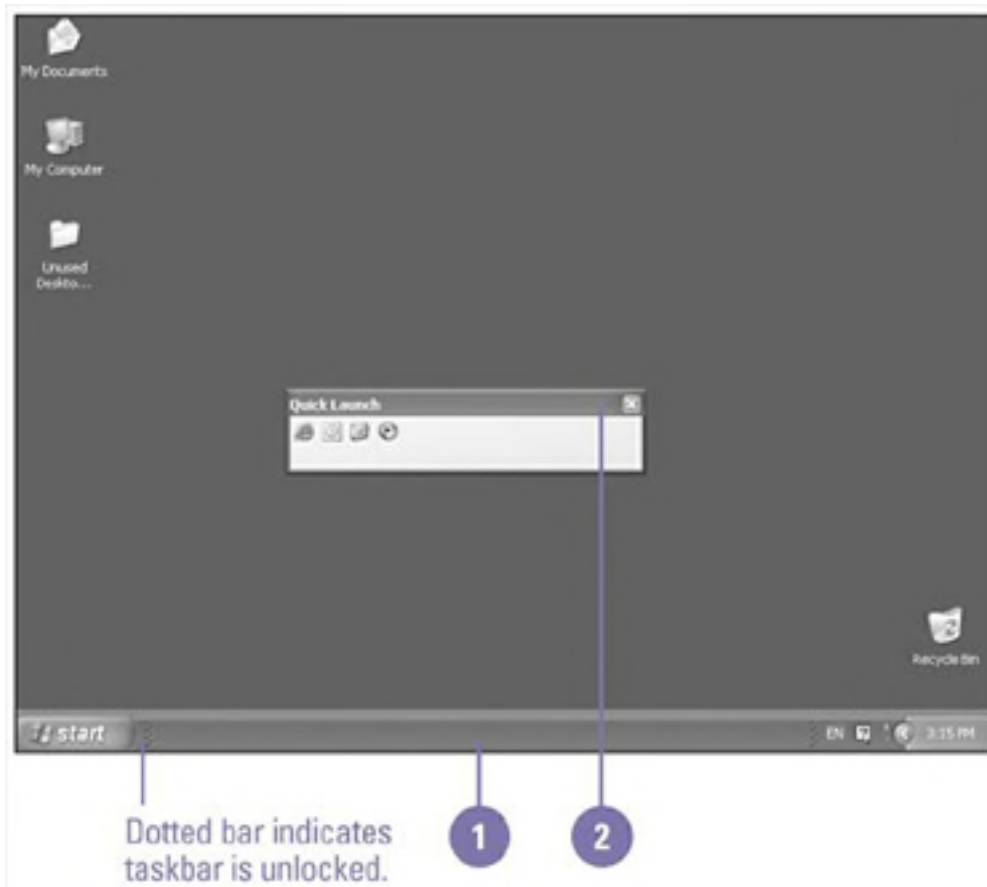 My Documents
My Computer
Unused
Deskto...
Quick Launch
Recycle Bin
start
EN
3:15 PM
Dotted bar indicates
taskbar is unlocked.
1
2